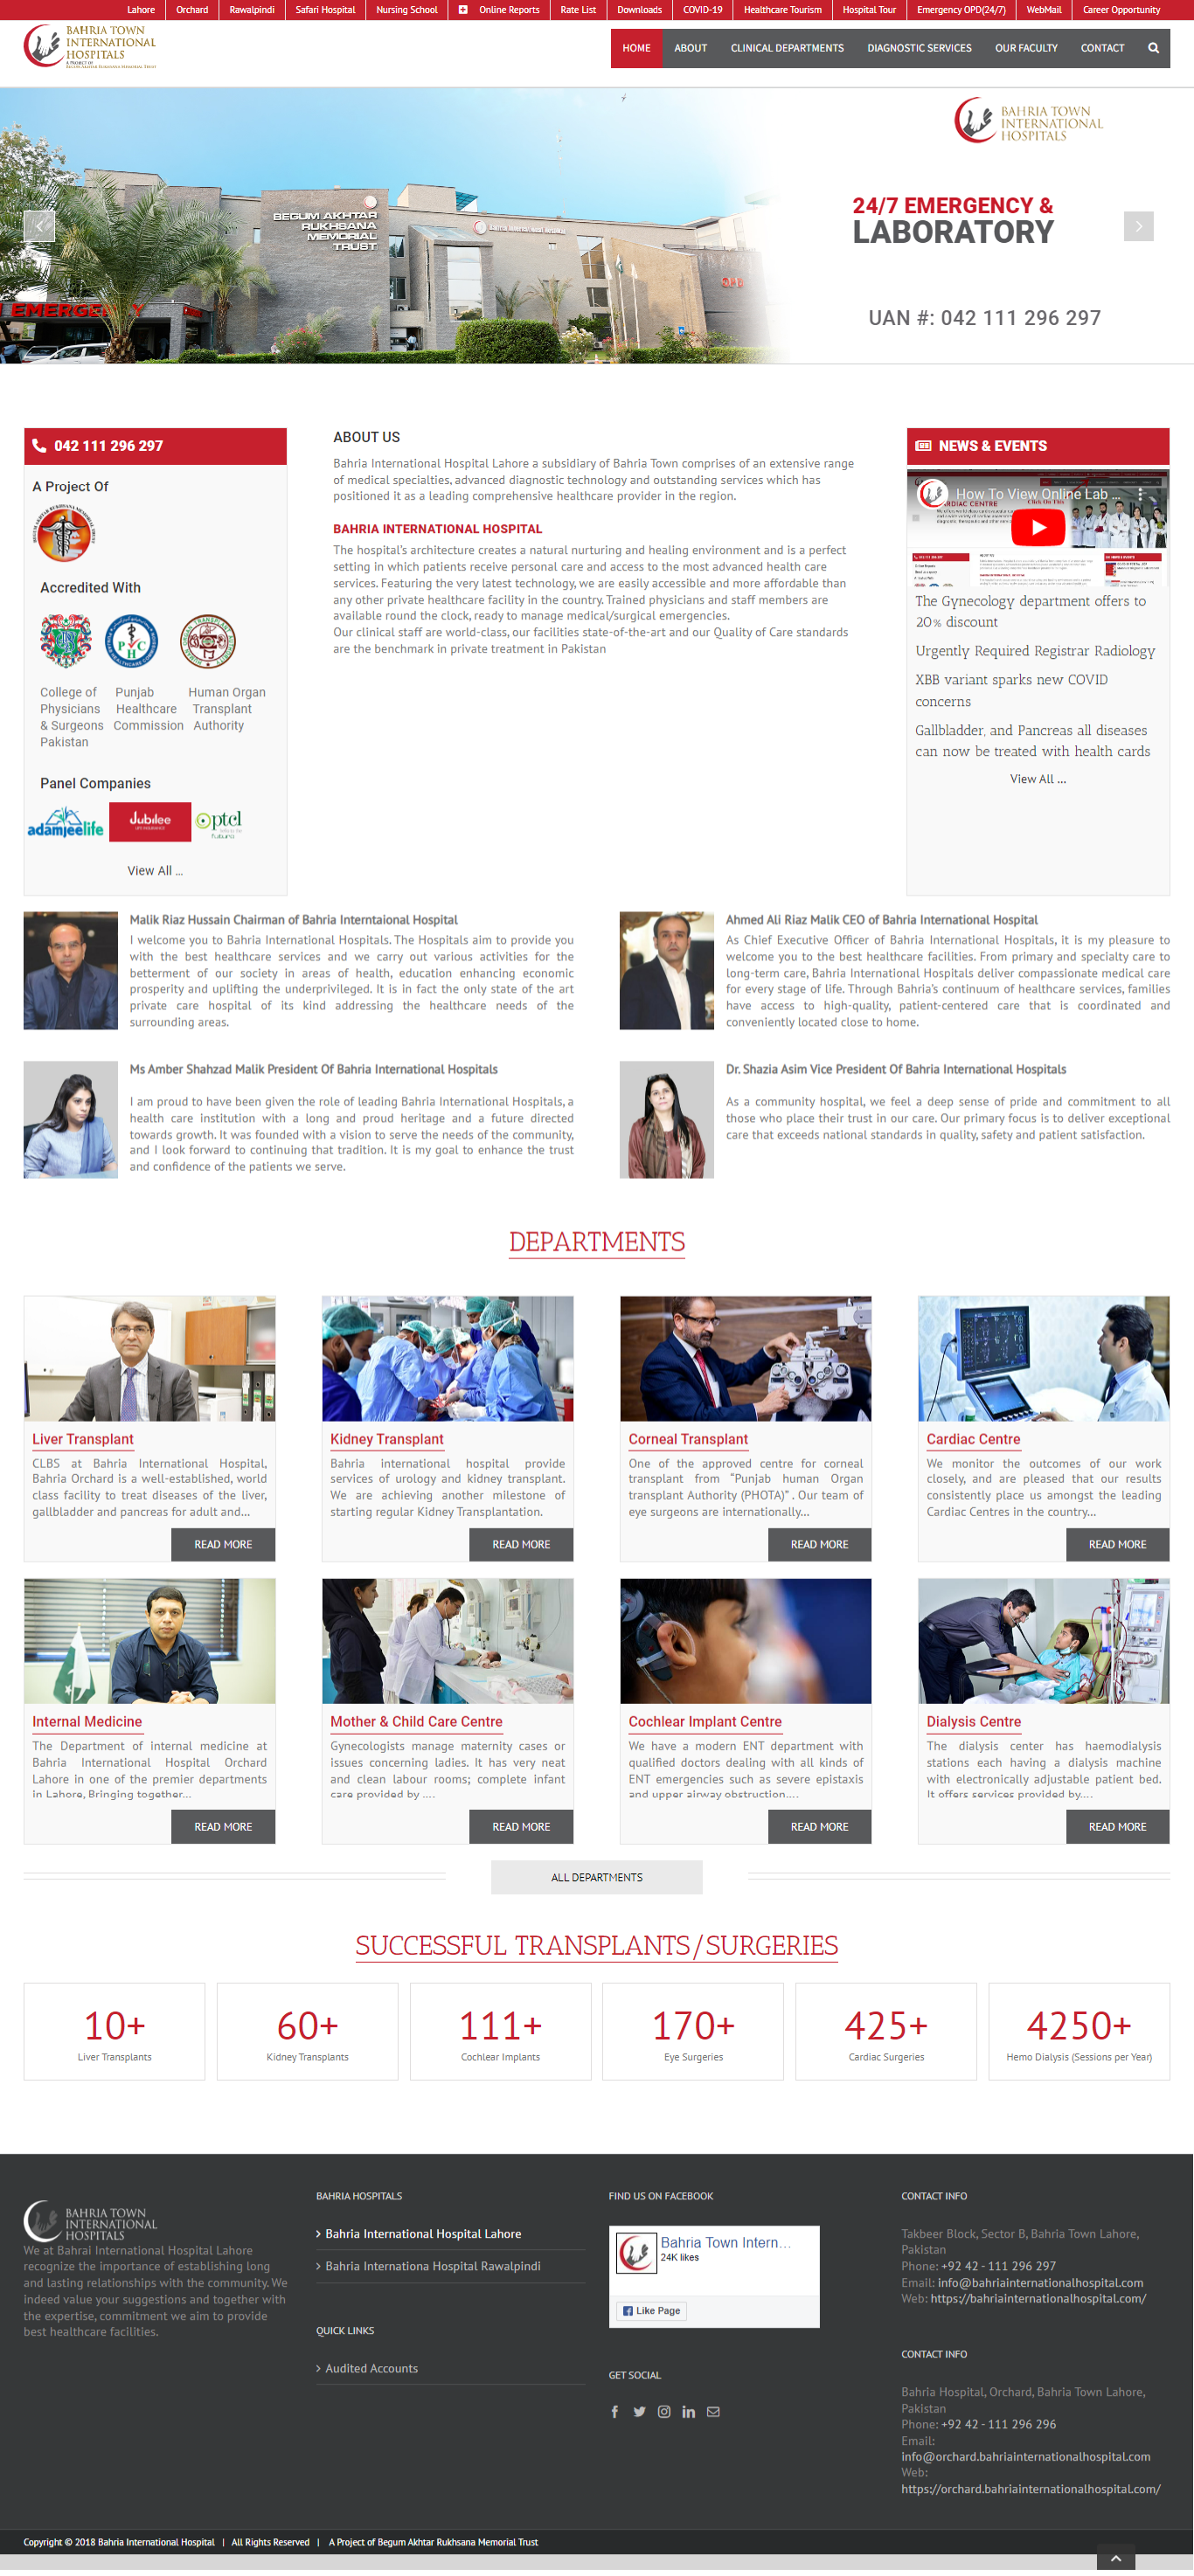 Lahore
Orchard
Rawalpindi
Safari Hospital
Nursing School
Online Reports
Rate List
Downloads
COVID-19
Healthcare Tourism
Hospital Tour
Emergency OPD(24/7)
WebMail
Career Opportunity
BAHRIA TOWN
INTERNATIONAL
HOSPITALS
A PROJECT OF
BEGUM AKHTAR RUKHSANA MEMORIAL TRUST
HOME
ABOUT
CLINICAL DEPARTMENTS
DIAGNOSTIC SERVICES
OUR FACULTY
CONTACT
BAHRIA TOWN
INTERNATIONAL
HOSPITALS
BEGUM AKHTAR
RUKHSANA
MEMORIAL
TRUST
24/7 EMERGENCY &
LABORATORY
UAN #: 042 111 296 297
042 111 296 297
A Project Of
Accredited With
College of
Physicians
& Surgeons
Pakistan
Punjab
Healthcare
Commission
Human Organ
Transplant
Authority
Panel Companies
adamjeelife
Jubilee
LIFE INSURANCE
ptcl
View All ...
ABOUT US
Bahria International Hospital Lahore a subsidiary of Bahria Town comprises of an extensive range
of medical specialties, advanced diagnostic technology and outstanding services which has
positioned it as a leading comprehensive healthcare provider in the region.
BAHRIA INTERNATIONAL HOSPITAL
The hospital's architecture creates a natural nurturing and healing environment and is a perfect
setting in which patients receive personal care and access to the most advanced health care
services. Featuring the very latest technology, we are easily accessible and more affordable than
any other private healthcare facility in the country. Trained physicians and staff members are
available round the clock, ready to manage medical/surgical emergencies.
Our clinical staff are world-class, our facilities state-of-the-art and our Quality of Care standards
are the benchmark in private treatment in Pakistan
NEWS & EVENTS
How To View Online Lab ...
The Gynecology department offers to
20% discount
Urgently Required Registrar Radiology
XBB variant sparks new COVID
concerns
Gallbladder, and Pancreas all diseases
can now be treated with health cards
View All ...
Malik Riaz Hussain Chairman of Bahria Interntaional Hospital
I welcome you to Bahria International Hospitals. The Hospitals aim to provide you
with the best healthcare services and we carry out various activities for the
betterment of our society in areas of health, education enhancing economic
prosperity and uplifting the underprivileged. It is in fact the only state of the art
private care hospital of its kind addressing the healthcare needs of the
surrounding areas.
Ahmed Ali Riaz Malik CEO of Bahria International Hospital
As Chief Executive Officer of Bahria International Hospitals, it is my pleasure to
welcome you to the best healthcare facilities. From primary and specialty care to
long-term care, Bahria International Hospitals deliver compassionate medical care
for every stage of life. Through Bahria's continuum of healthcare services, families
have access to high-quality, patient-centered care that is coordinated and
conveniently located close to home.
Ms Amber Shahzad Malik President Of Bahria International Hospitals
I am proud to have been given the role of leading Bahria International Hospitals, a
health care institution with a long and proud heritage and a future directed
towards growth. It was founded with a vision to serve the needs of the community,
and I look forward to continuing that tradition. It is my goal to enhance the trust
and confidence of the patients we serve.
Dr. Shazia Asim Vice President Of Bahria International Hospitals
As a community hospital, we feel a deep sense of pride and commitment to all
those who place their trust in our care. Our primary focus is to deliver exceptional
care that exceeds national standards in quality, safety and patient satisfaction.
DEPARTMENTS
Liver Transplant
CLBS at Bahria International Hospital,
Bahria Orchard is a well-established, world
class facility to treat diseases of the liver,
gallbladder and pancreas for adult and...
READ MORE
Kidney Transplant
Bahria international hospital provide
services of urology and kidney transplant.
We are achieving another milestone of
starting regular Kidney Transplantation.
READ MORE
Corneal Transplant
One of the approved centre for corneal
transplant from “Punjab human Organ
transplant Authority (PHOTA)” . Our team of
eye surgeons are internationally...
READ MORE
Cardiac Centre
We monitor the outcomes of our work
closely, and are pleased that our results
consistently place us amongst the leading
Cardiac Centres in the country...
READ MORE
Internal Medicine
The Department of internal medicine at
Bahria International Hospital Orchard
Lahore in one of the premier departments
in Lahore, Bringing together...
READ MORE
Mother & Child Care Centre
Gynecologists manage maternity cases or
issues concerning ladies. It has very neat
and clean labour rooms; complete infant
care provided by ....
READ MORE
Cochlear Implant Centre
We have a modern ENT department with
qualified doctors dealing with all kinds of
ENT emergencies such as severe epistaxis
and upper airway obstruction....
READ MORE
Dialysis Centre
The dialysis center has haemodialysis
stations each having a dialysis machine
with electronically adjustable patient bed.
It offers services provided by....
READ MORE
ALL DEPARTMENTS
SUCCESSFUL TRANSPLANTS/SURGERIES
10+
Liver Transplants
60+
Kidney Transplants
111+
Cochlear Implants
170+
Eye Surgeries
425+
Cardiac Surgeries
4250+
Hemo Dialysis (Sessions per Year)
BAHRIA TOWN
INTERNATIONAL
HOSPITALS
We at Bahrai International Hospital Lahore
recognize the importance of establishing long
and lasting relationships with the community. We
indeed value your suggestions and together with
the expertise, commitment we aim to provide
best healthcare facilities.
BAHRIA HOSPITALS
Bahria International Hospital Lahore
Bahria Internationa Hospital Rawalpindi
QUICK LINKS
Audited Accounts
FIND US ON FACEBOOK
Bahria Town Intern...
24K likes
Like Page
GET SOCIAL
CONTACT INFO
Takbeer Block, Sector B, Bahria Town Lahore,
Pakistan
Phone: +92 42 - 111 296 297
Email: info@bahriainternationalhospital.com
Web: https://bahriainternationalhospital.com/
CONTACT INFO
Bahria Hospital, Orchard, Bahria Town Lahore,
Pakistan
Phone: +92 42 - 111 296 296
Email:
info@orchard.bahriainternationalhospital.com
Web:
https://orchard.bahriainternationalhospital.com/
Copyright © 2018 Bahria International Hospital | All Rights Reserved | A Project of Begum Akhtar Rukhsana Memorial Trust